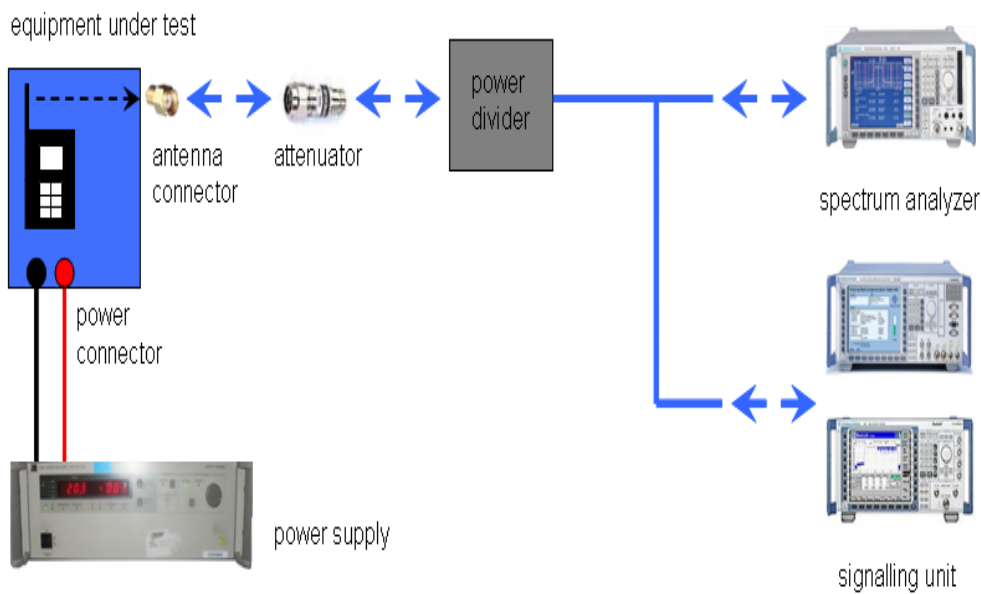 equipment under test
antenna
connector
attenuator
power
divider
spectrum analyzer
power
connector
power supply
signalling unit